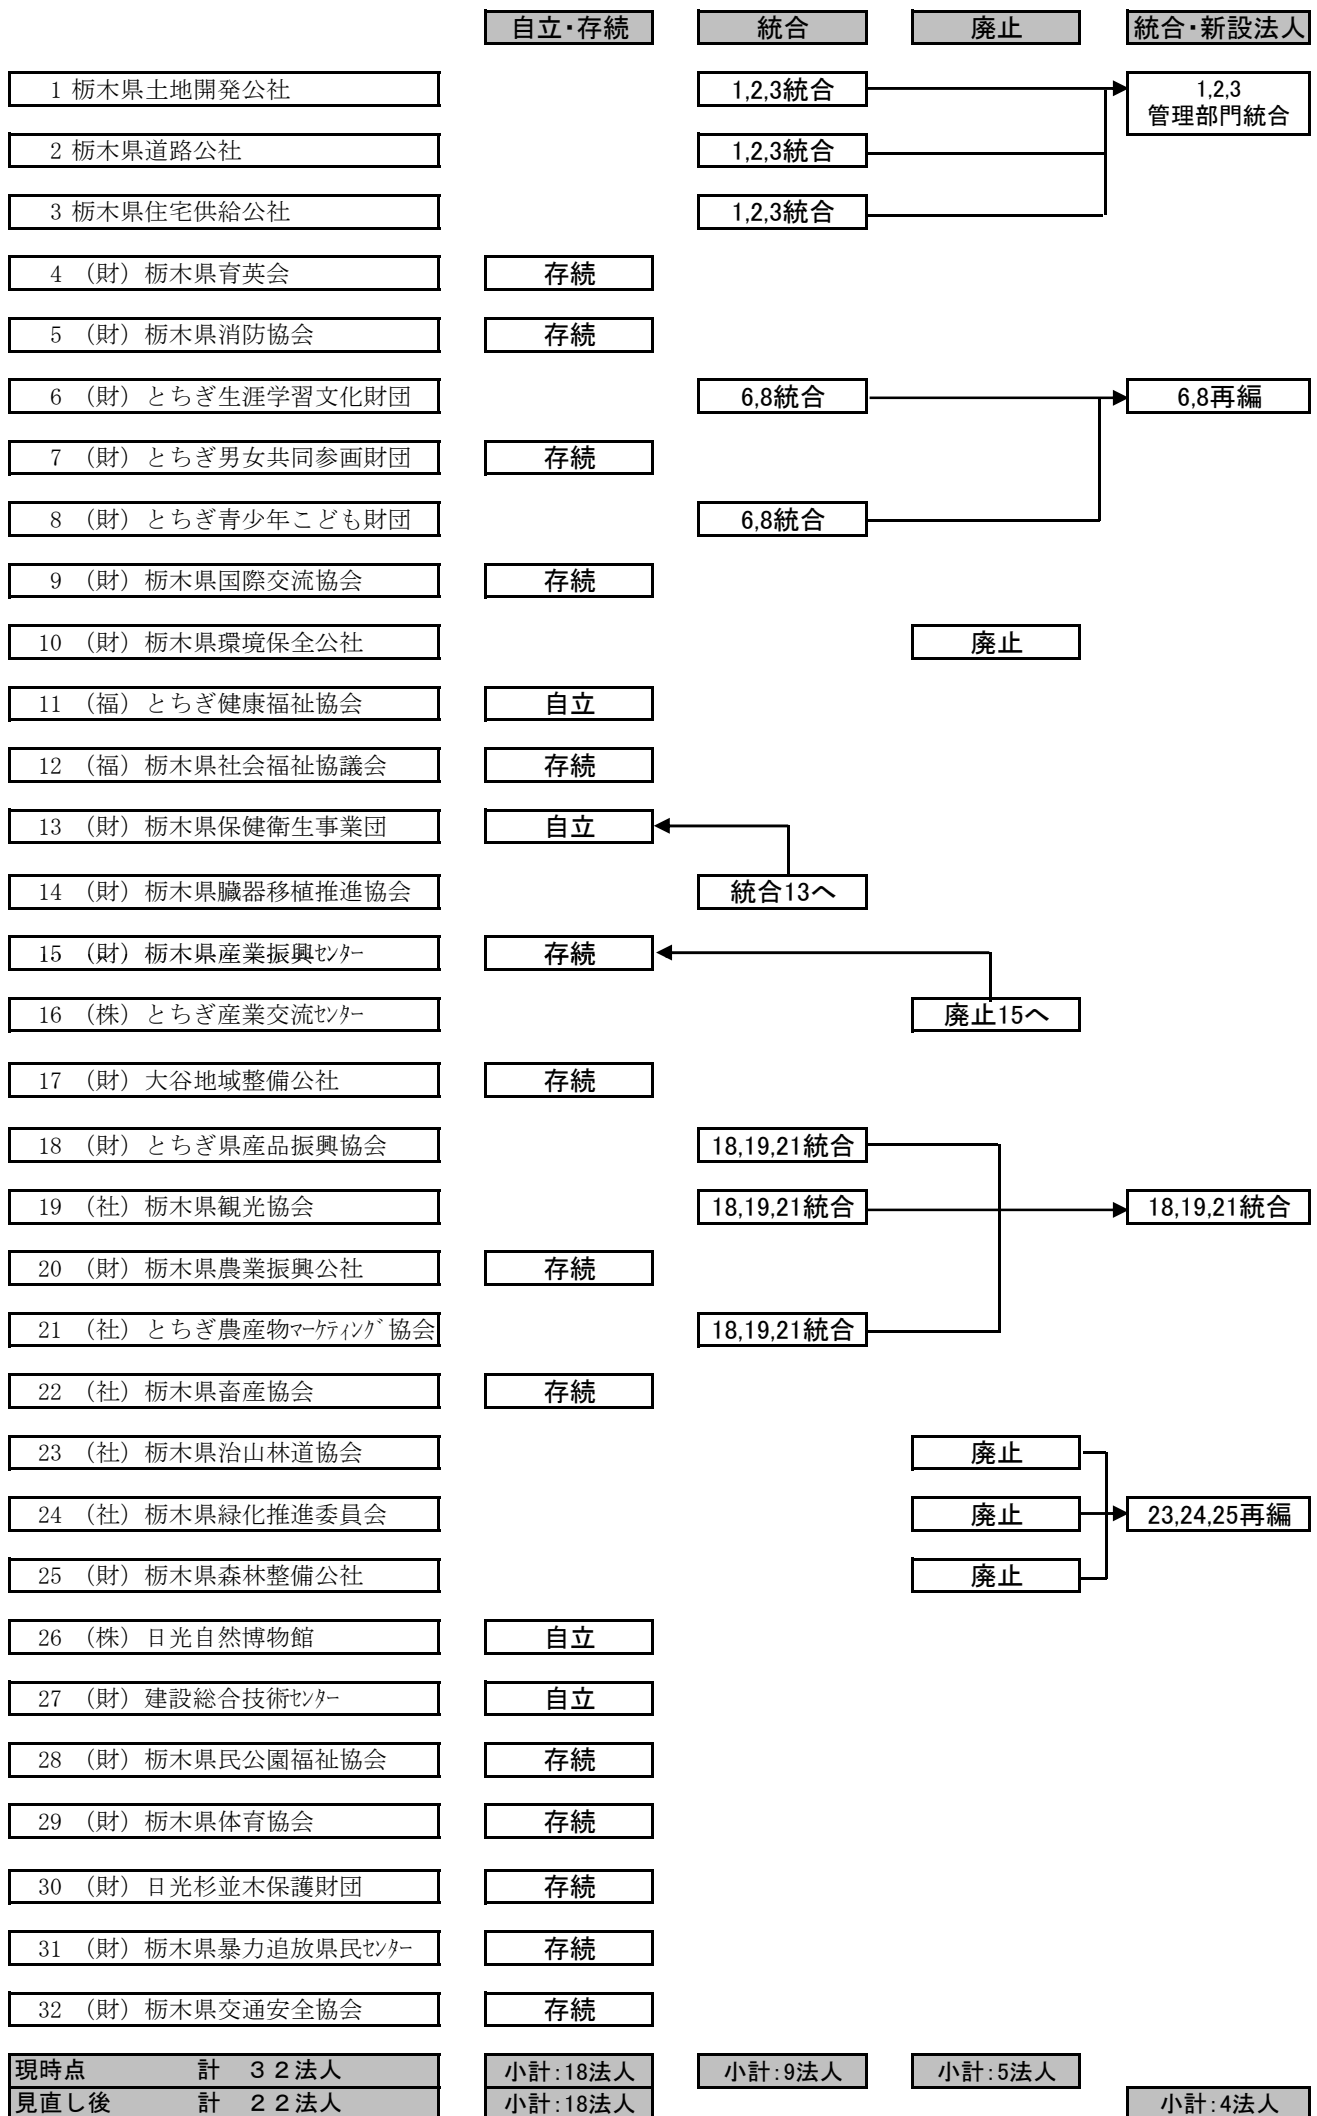 自立・存続 統合 廃止 統合・新設法人
1 栃木県土地開発公社 1,2,3統合 1,2,3
管理部門統合
2 栃木県道路公社 1,2,3統合
3 栃木県住宅供給公社 1,2,3統合
4 （財）栃木県育英会 存続
5 （財）栃木県消防協会 存続
6 （財）とちぎ生涯学習文化財団 6,8統合 6,8再編
7 （財）とちぎ男女共同参画財団 存続
8 （財）とちぎ青少年こども財団 6,8統合
9 （財）栃木県国際交流協会 存続
10 （財）栃木県環境保全公社 廃止
11 （福）とちぎ健康福祉協会 自立
12 （福）栃木県社会福祉協議会 存続
13 （財）栃木県保健衛生事業団 自立
14 （財）栃木県臓器移植推進協会 統合13へ
15 （財）栃木県産業振興ｾﾝﾀｰ 存続
16 （株）とちぎ産業交流ｾﾝﾀｰ 廃止15へ
17 （財）大谷地域整備公社 存続
18 （財）とちぎ県産品振興協会 18,19,21統合
19 （社）栃木県観光協会 18,19,21統合 18,19,21統合
20 （財）栃木県農業振興公社 存続
21 （社）とちぎ農産物ﾏｰｹﾃｨﾝｸﾞ協会 18,19,21統合
22 （社）栃木県畜産協会 存続
23 （社）栃木県治山林道協会 廃止
24 （社）栃木県緑化推進委員会 廃止 23,24,25再編
25 （財）栃木県森林整備公社 廃止
26 （株）日光自然博物館 自立
27 （財）建設総合技術ｾﾝﾀｰ 自立
28 （財）栃木県民公園福祉協会 存続
29 （財）栃木県体育協会 存続
30 （財）日光杉並木保護財団 存続
31 （財）栃木県暴力追放県民ｾﾝﾀｰ 存続
32 （財）栃木県交通安全協会 存続
現時点 計 ３２法人 小計:18法人 小計:9法人 小計:5法人
見直し後 計 ２２法人 小計:18法人 小計:4法人